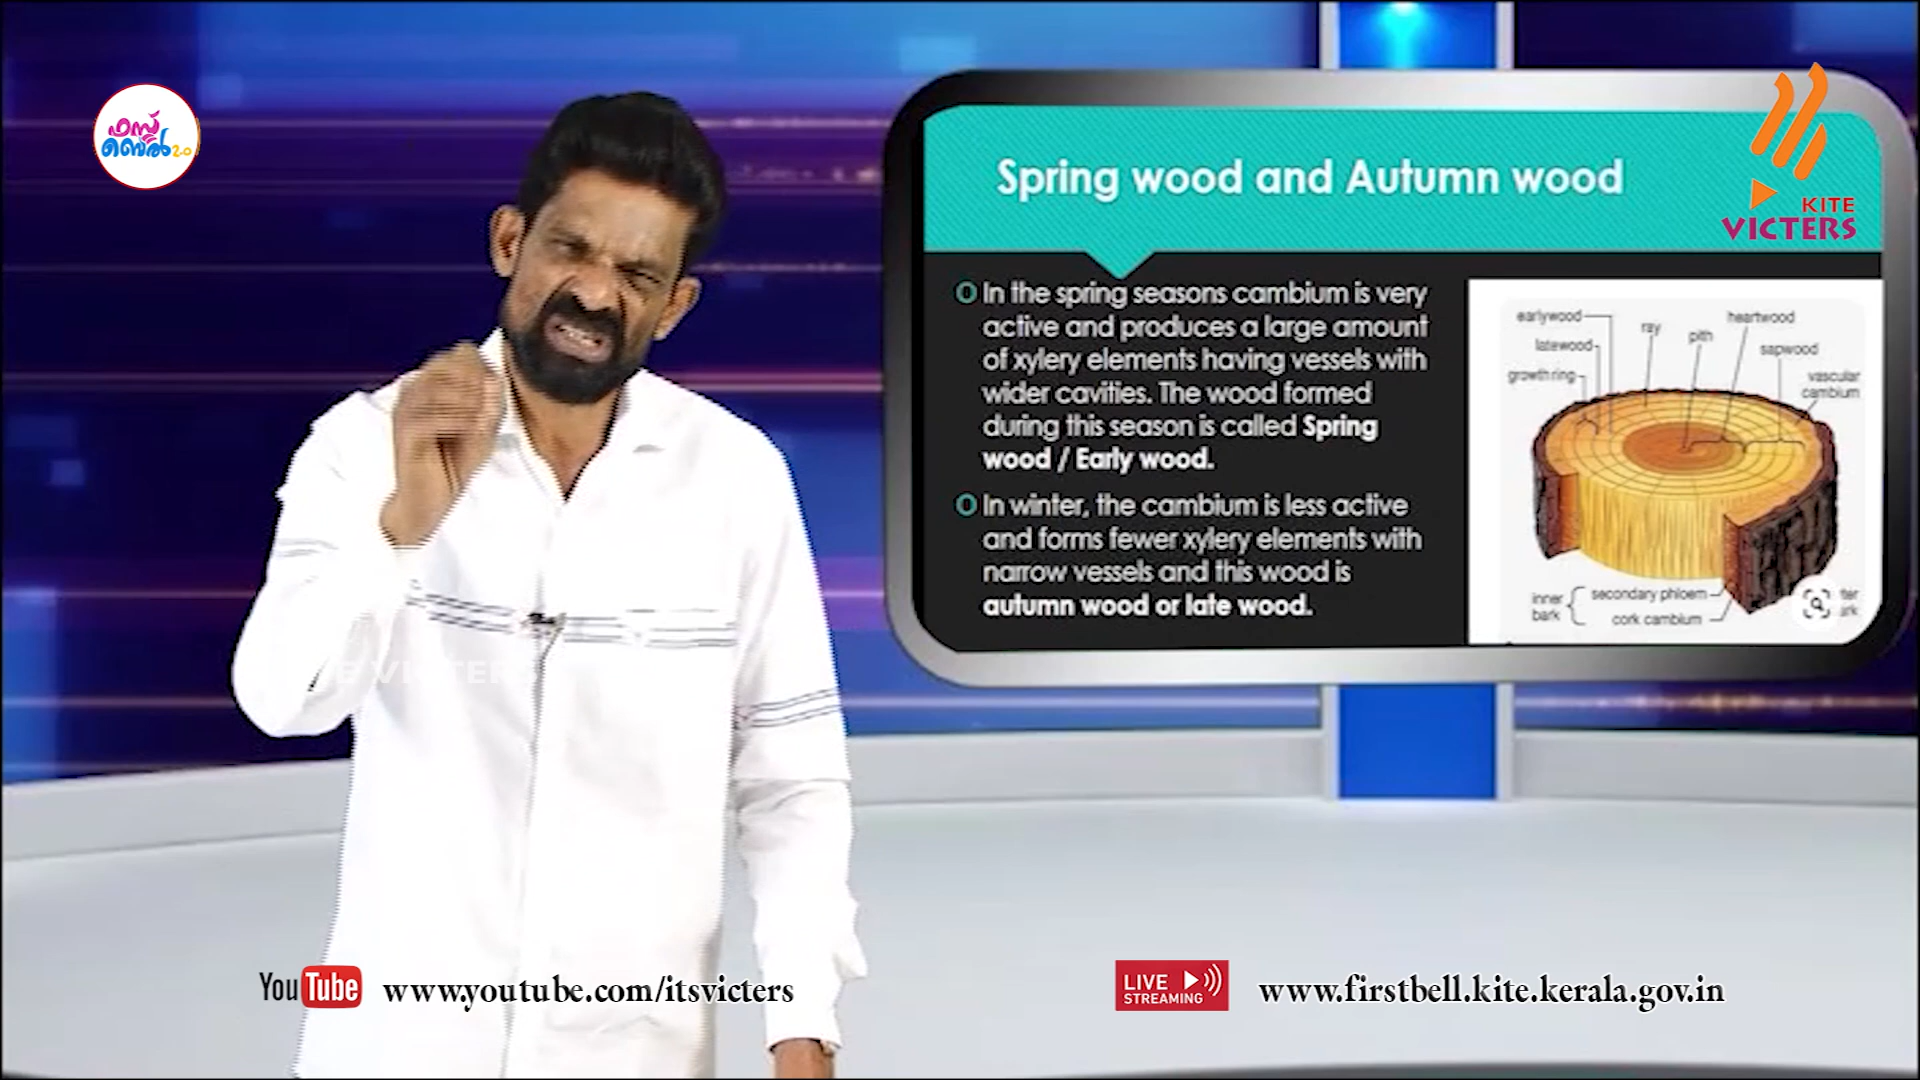 ഫസ്റ്റ്
ബെൽ 2.0
Spring wood and Autumn wood
KITE
VICTERS
In the spring seasons cambium is very
active and produces a large amount
of xylery elements having vessels with
wider cavities. The wood formed
during this season is called Spring
wood / Early wood.
In winter, the cambium is less active
and forms fewer xylery elements with
narrow vessels and this wood is
autumn wood or late wood.
earlywood
ray
heartwood
latewood
pith
sapwood
growth ring
vascular
cambium
inner
bark
secondary phloem
cork cambium
E VICTERS
YouTube www.youtube.com/itsvicters
LIVE
STREAMING
www.firstbell.kite.kerala.gov.in